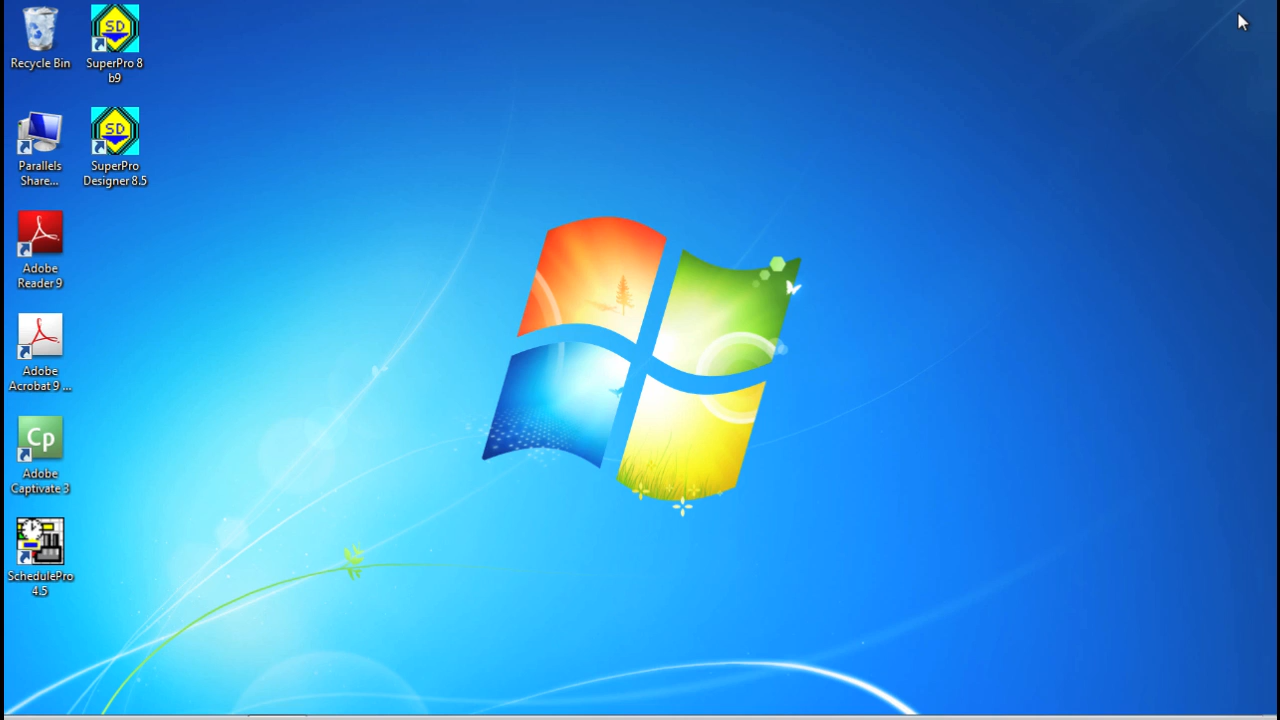 Recycle Bin
SuperPro 8
b9
SD
Parallels
Share...
SuperPro
Designer 8.5
SD
Adobe
Reader 9
Adobe
Acrobat 9 ...
Cp
Adobe
Captivate 3
SchedulePro
4.5